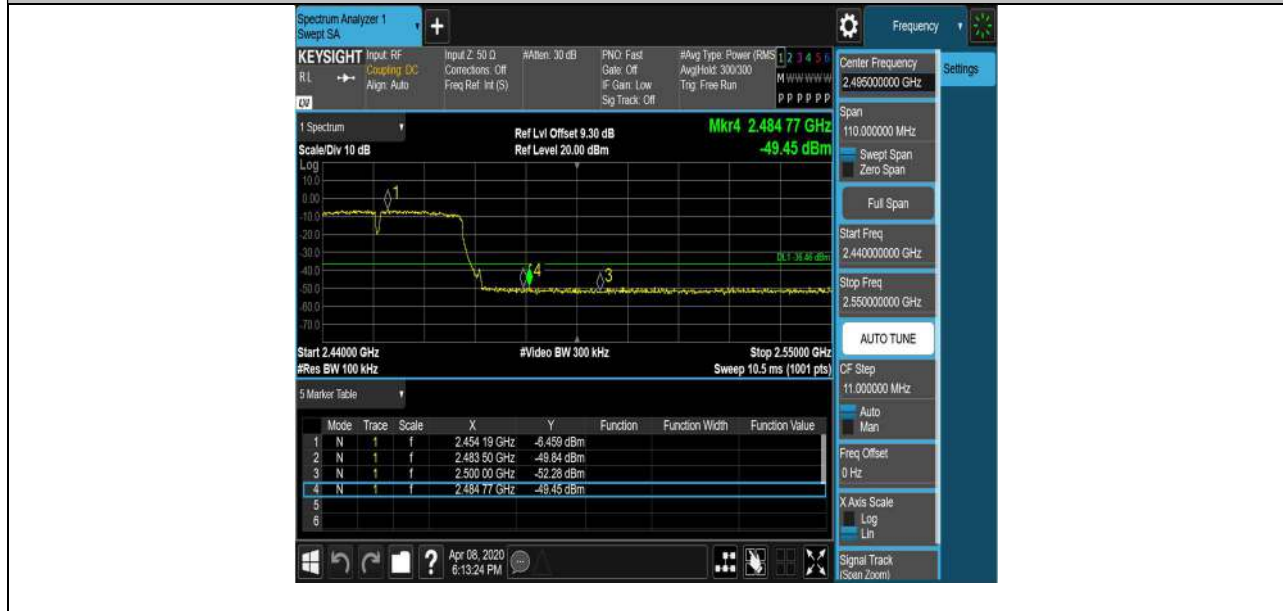 Spectrum Analyzer 1
Swept SA
+
Frequency
KEYSIGHT
RL
LXI
Input: RF
Coupling: DC
Align: Auto
Input Z: 50 Ω
Corrections: Off
Freq Ref: Int (S)
#Atten: 30 dB
PNO: Fast
Gate: Off
IF Gain: Low
Sig Track: Off
#Avg Type: Power (RMS
Avg|Hold: 300/300
Trig: Free Run
1 2 3 4 5 6
M W W W W W
P P P P P P
1 Spectrum
Scale/Div 10 dB
Ref Lvl Offset 9.30 dB
Ref Level 20.00 dBm
Mkr4 2.484 77 GHz
-49.45 dBm
Log
10.0
0.00
-10.0
-20.0
-30.0
-40.0
-50.0
-60.0
-70.0
1
4
3
DL1 -36.46 dBm
Start 2.44000 GHz
#Res BW 100 kHz
#Video BW 300 kHz
Stop 2.55000 GHz
Sweep 10.5 ms (1001 pts)
5 Marker Table
Mode Trace Scale X Y Function Function Width Function Value
1 N 1 f 2.454 19 GHz -6.459 dBm
2 N 1 f 2.483 50 GHz -49.84 dBm
3 N 1 f 2.500 00 GHz -52.28 dBm
4 N 1 f 2.484 77 GHz -49.45 dBm
5
6
?
Apr 08, 2020
6:13:24 PM
Center Frequency
2.495000000 GHz
Settings
Span
110.000000 MHz
Swept Span
Zero Span
Full Span
Start Freq
2.440000000 GHz
Stop Freq
2.550000000 GHz
AUTO TUNE
CF Step
11.000000 MHz
Auto
Man
Freq Offset
0 Hz
X Axis Scale
Log
Lin
Signal Track
(Span Zoom)